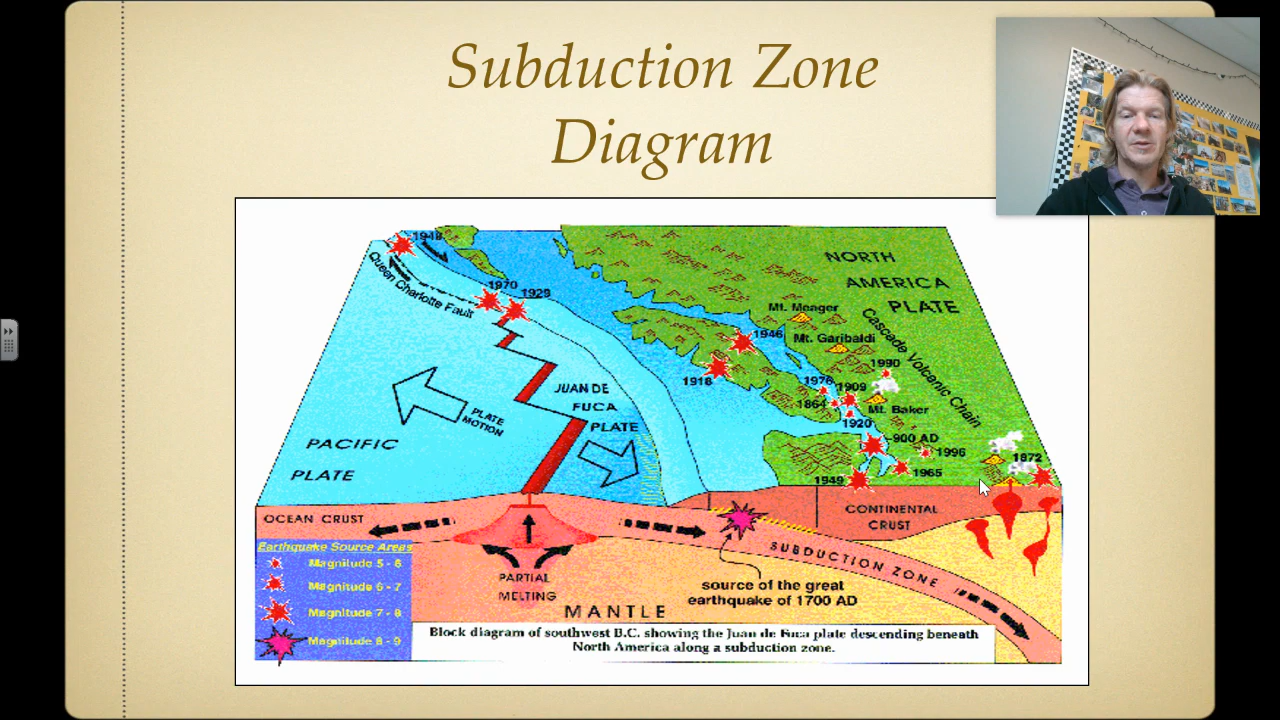 Subduction Zone
Diagram
1949
Queen Charlotte Fault
1970
1929
NORTH
AMERICA
PLATE
Mt. Meager
Cascade Volcanic Chain
1946
Mt. Garibaldi
1918
1990
1909
1864
Mt. Baker
1920
JUAN DE
FUCA
PLATE
PLATE
MOTION
PACIFIC
PLATE
~900 AD
1996
1965
1949
1872
OCEAN CRUST
CONTINENTAL
CRUST
SUBDUCTION ZONE
PARTIAL
MELTING
MANTLE
source of the great
earthquake of 1700 AD
Earthquake Source Areas
Magnitude 5 - 6
Magnitude 6 - 7
Magnitude 7 - 8
Magnitude 8 - 9
Block diagram of southwest B.C. showing the Juan de Fuca plate descending beneath
North America along a subduction zone.